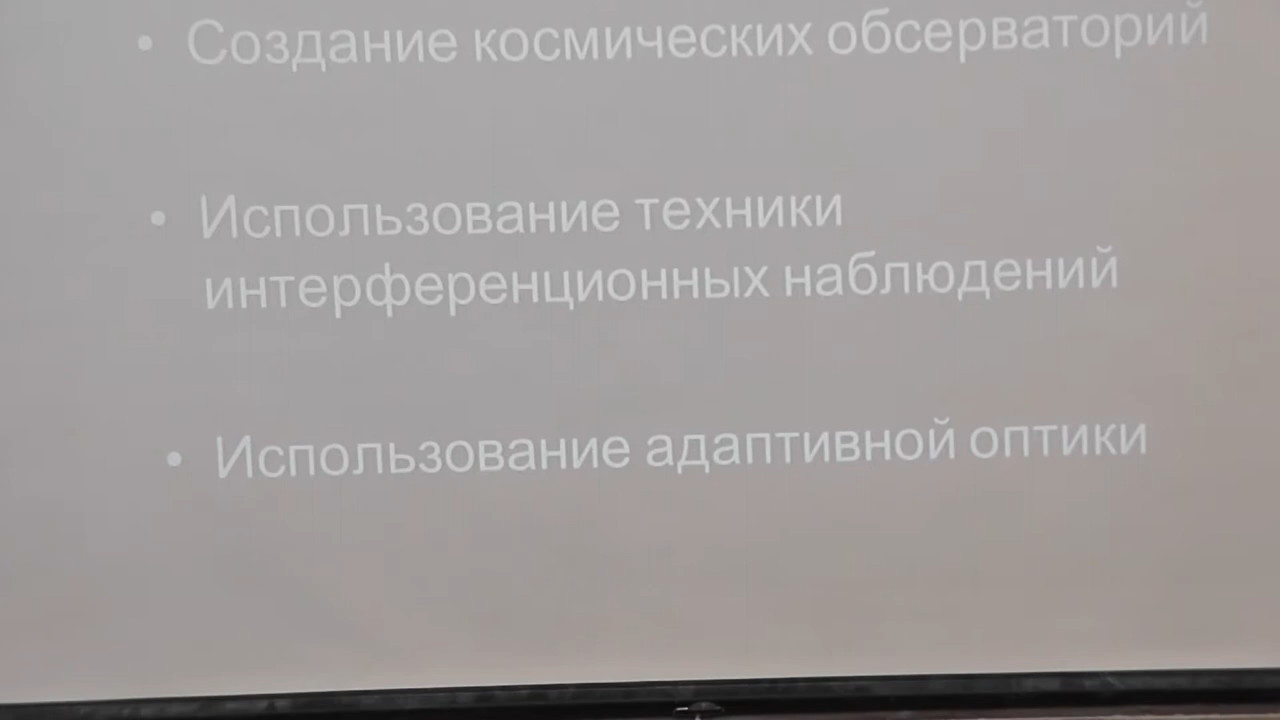 • Создание космических обсерваторий
• Использование техники
интерференционных наблюдений
• Использование адаптивной оптики